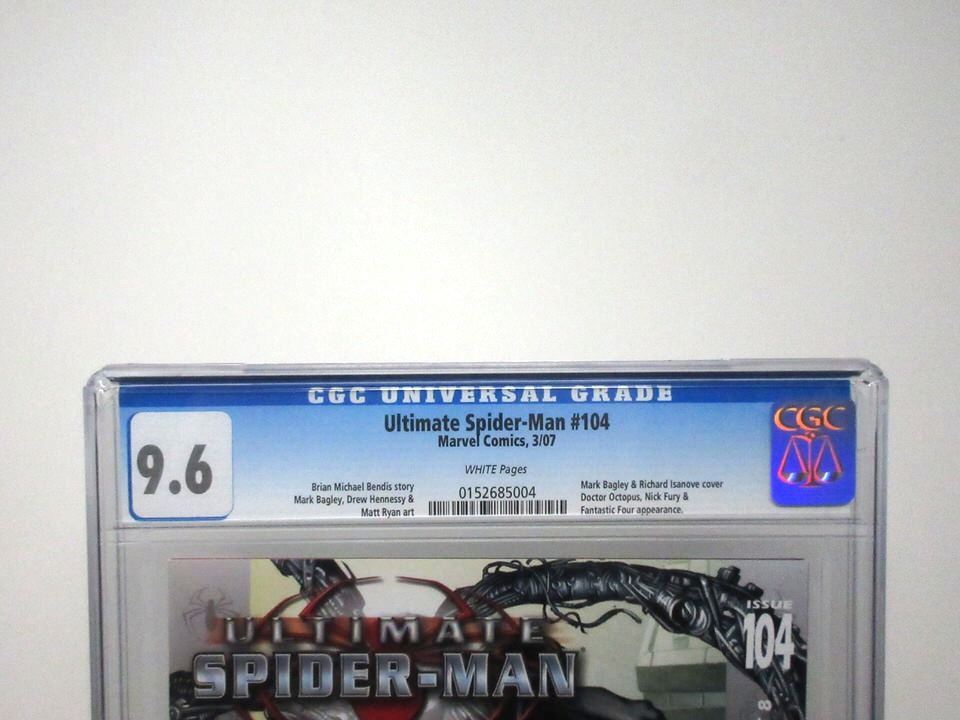 CGC UNIVERSAL GRADE
9.6
Ultimate Spider-Man #104
Marvel Comics, 3/07
WHITE Pages
Brian Michael Bendis story
Mark Bagley, Drew Hennessy &
Matt Ryan art
0152685004
Mark Bagley & Richard Isanove cover
Doctor Octopus, Nick Fury &
Fantastic Four appearance.
CGC
ULTIMATE
SPIDER-MAN
ISSUE
104
8